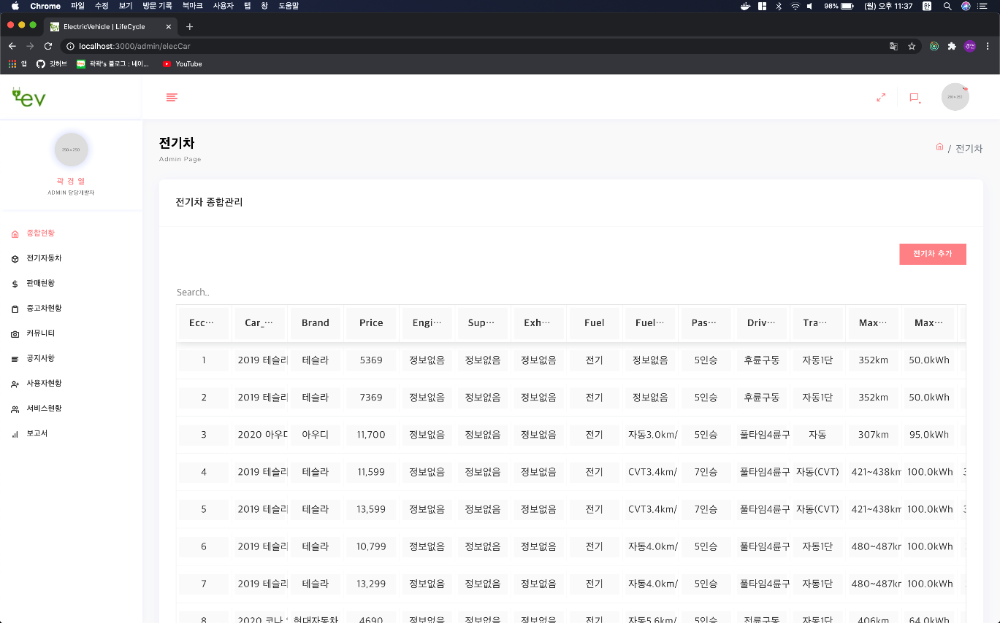 Chrome 파일 수정 보기 방문 기록 북마크 사용자 탭 창 도움말 98% (월) 오후 11:37 한
ev ElectricVehicle | LifeCycle
localhost:3000/admin/elecCar 경연
앱 깃허브 곽곽's 블로그 : 네이... YouTube
ev
250 x 250
전기차
Admin Page
/ 전기차
250 x 250
곽 경 열
ADMIN 담당개발자
종합현황
전기자동차
판매현황
중고차현황
커뮤니티
공지사항
사용자현황
서비스현황
보고서
전기차 종합관리
전기차 추가
Search..
Ecc… Car_… Brand Price Engi… Sup… Exh… Fuel Fuel… Pas… Driv… Tra… Max… Max…
1 2019 테슬라 테슬라 5369 정보없음 정보없음 정보없음 전기 정보없음 5인승 후륜구동 자동1단 352km 50.0kWh
2 2019 테슬라 테슬라 7369 정보없음 정보없음 정보없음 전기 정보없음 5인승 후륜구동 자동1단 352km 50.0kWh
3 2020 아우디 아우디 11,700 정보없음 정보없음 정보없음 전기 자동3.0km/ 5인승 풀타임4륜구 자동 307km 95.0kWh
4 2019 테슬라 테슬라 11,599 정보없음 정보없음 정보없음 전기 CVT3.4km/ 7인승 풀타임4륜구 자동(CVT) 421~438km 100.0kWh
5 2019 테슬라 테슬라 13,599 정보없음 정보없음 정보없음 전기 CVT3.4km/ 7인승 풀타임4륜구 자동(CVT) 421~438km 100.0kWh
6 2019 테슬라 테슬라 10,799 정보없음 정보없음 정보없음 전기 자동4.0km/ 5인승 풀타임4륜구 자동1단 480~487km 100.0kWh
7 2019 테슬라 테슬라 13,299 정보없음 정보없음 정보없음 전기 자동4.0km/ 5인승 풀타임4륜구 자동1단 480~487km 100.0kWh
8 2020 코나 현대자동차 4690 정보없음 정보없음 정보없음 전기 자동5.6km/ 5인승 전륜구동 자동1단 406km 64.0kWh